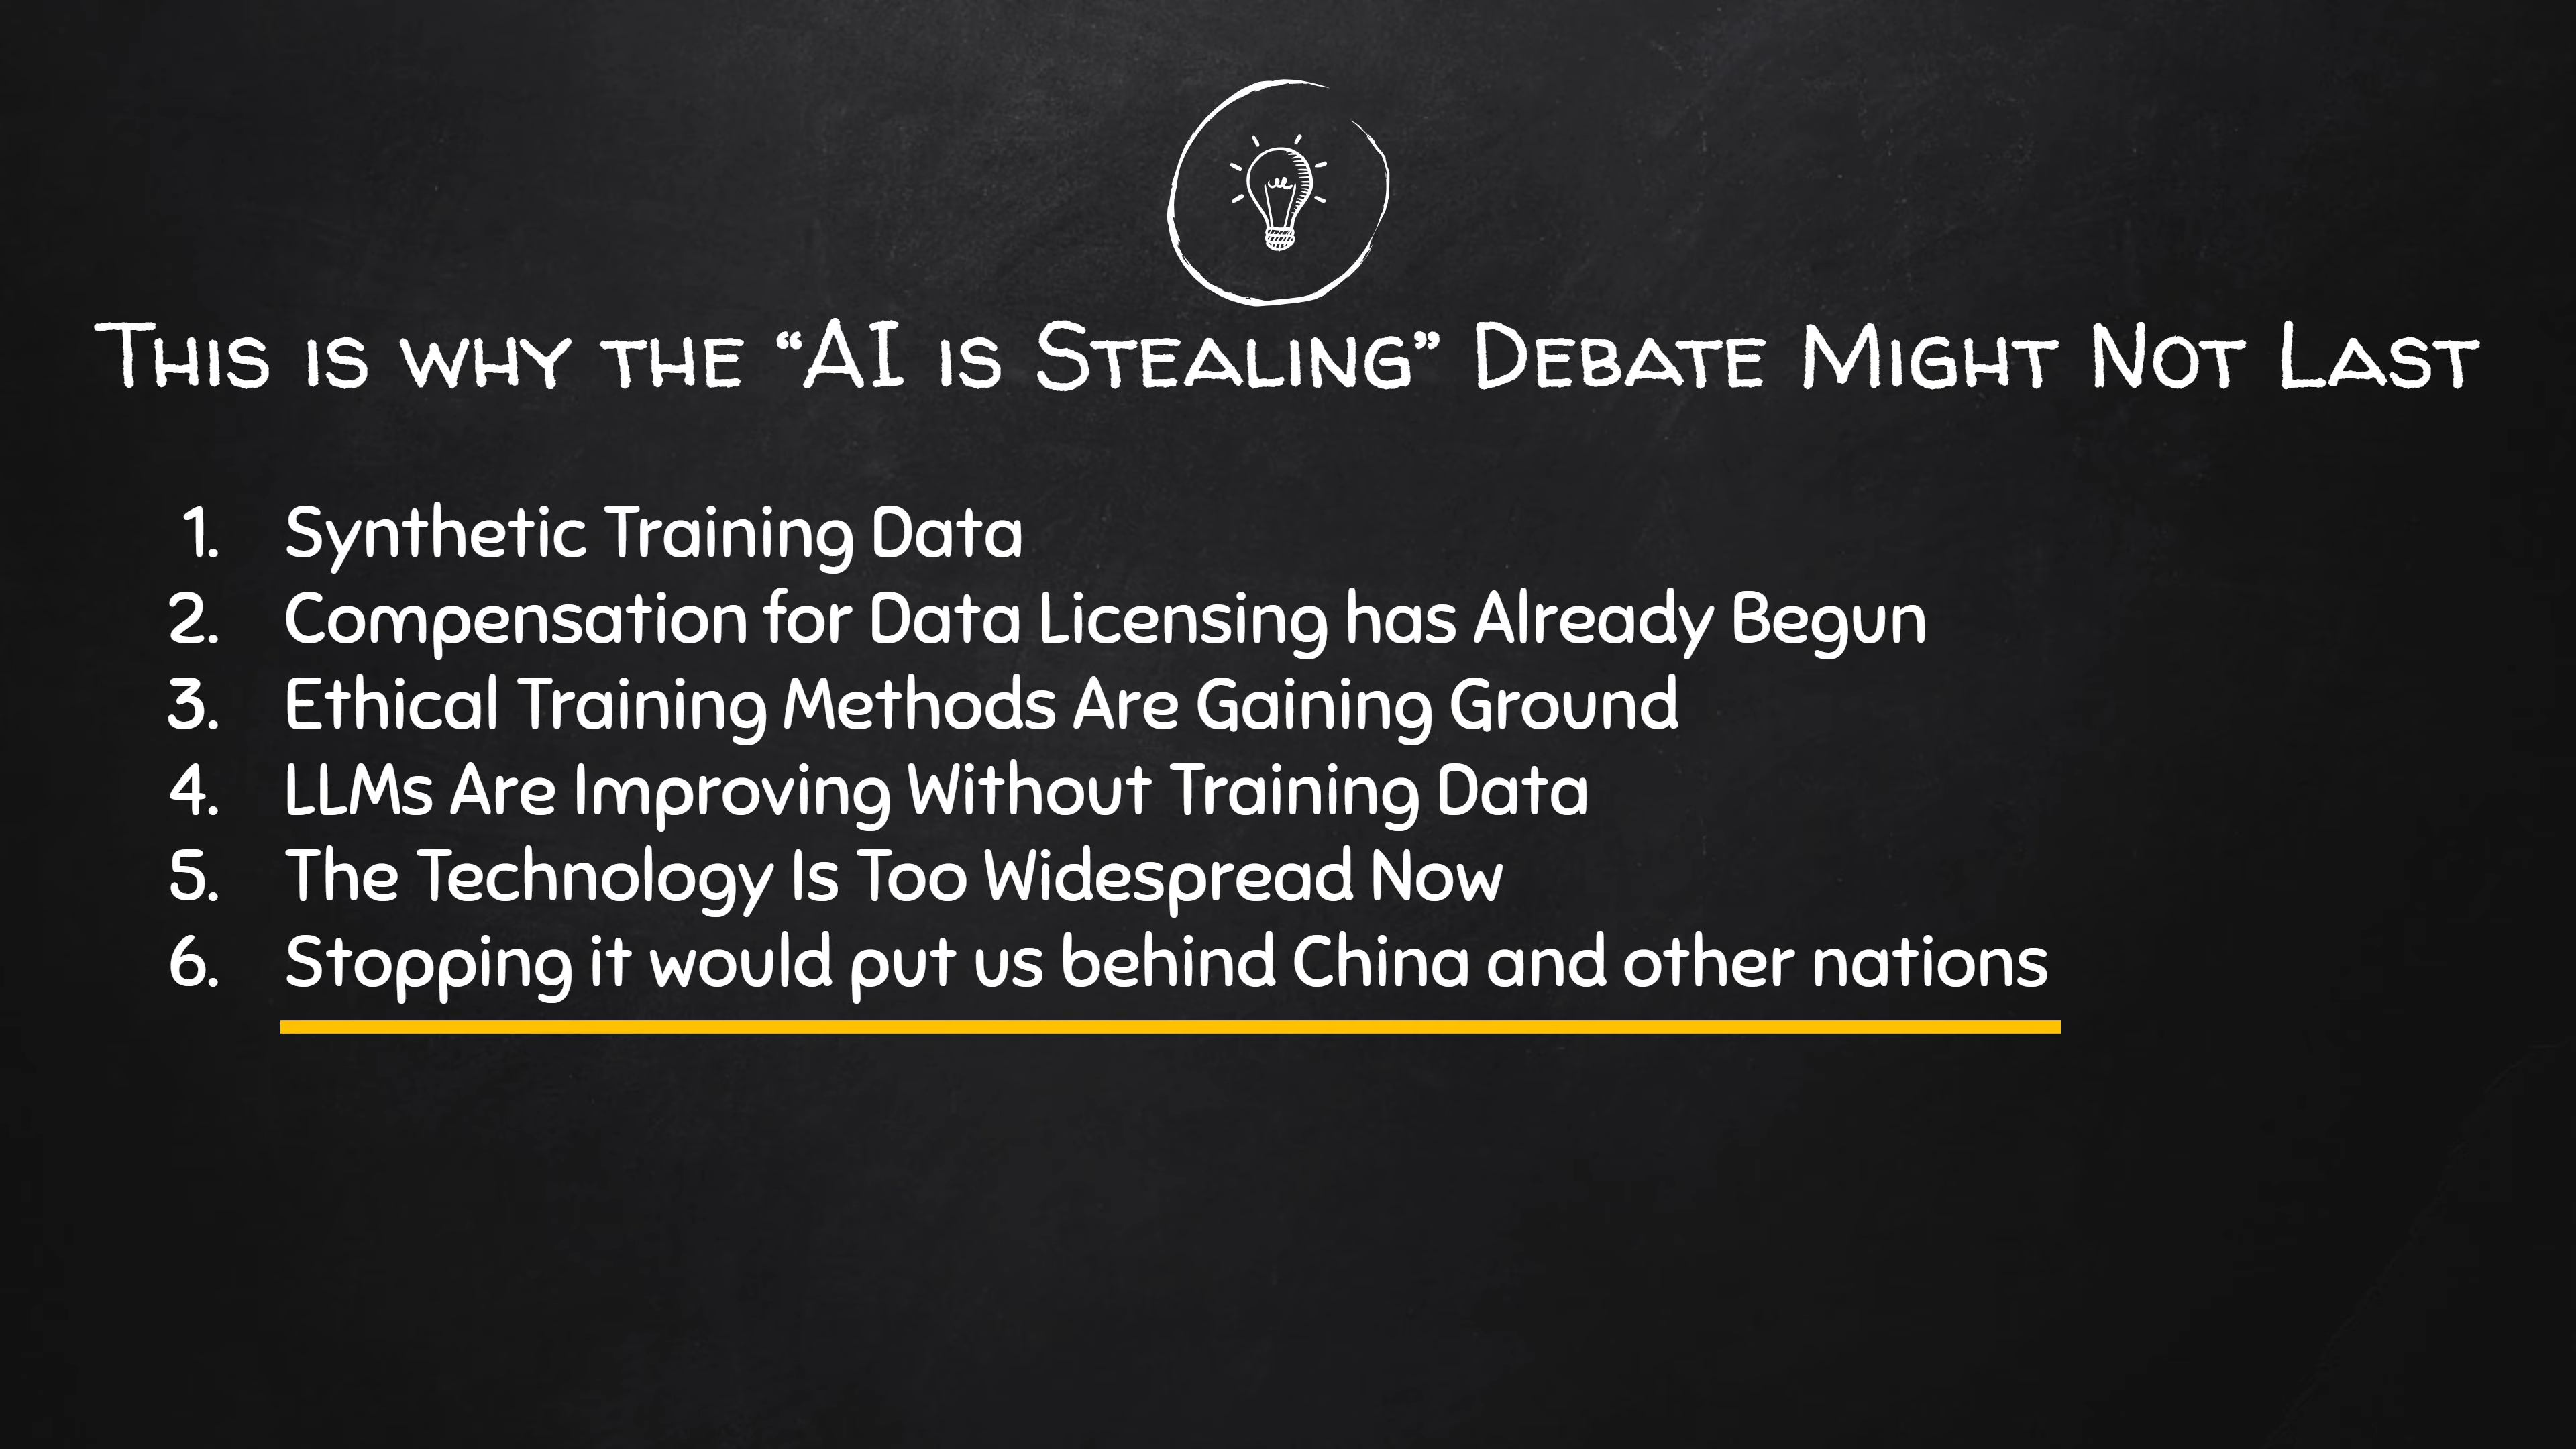 This is why the “AI is Stealing” Debate Might Not Last
1. Synthetic Training Data
2. Compensation for Data Licensing has Already Begun
3. Ethical Training Methods Are Gaining Ground
4. LLMs Are Improving Without Training Data
5. The Technology Is Too Widespread Now
6. Stopping it would put us behind China and other nations